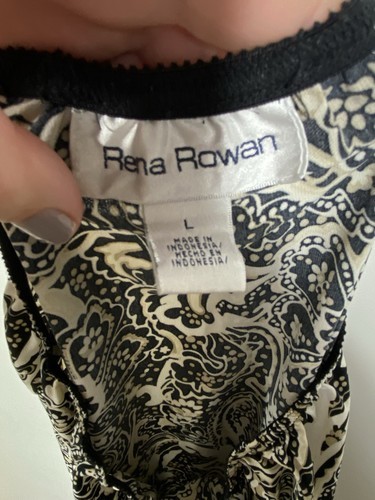 Rena Rowan
L
MADE IN
INDONESIA/
HECHO EN
INDONESIA/